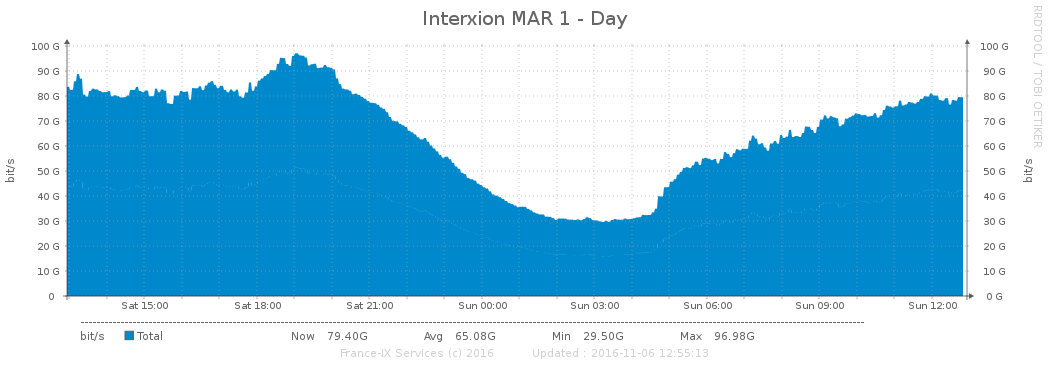 Interxion MAR 1 - Day
RRDTOOL / TOBI OETIKER
bit/s
100 G
90 G
80 G
70 G
60 G
50 G
40 G
30 G
20 G
10 G
0
100 G
90 G
80 G
70 G
60 G
50 G
40 G
30 G
20 G
10 G
0 G
bit/s
Sat 15:00 Sat 18:00 Sat 21:00 Sun 00:00 Sun 03:00 Sun 06:00 Sun 09:00 Sun 12:00
bit/s Total Now 79.40G Avg 65.08G Min 29.50G Max 96.98G
France-IX Services (c) 2016 Updated : 2016-11-06 12:55:13